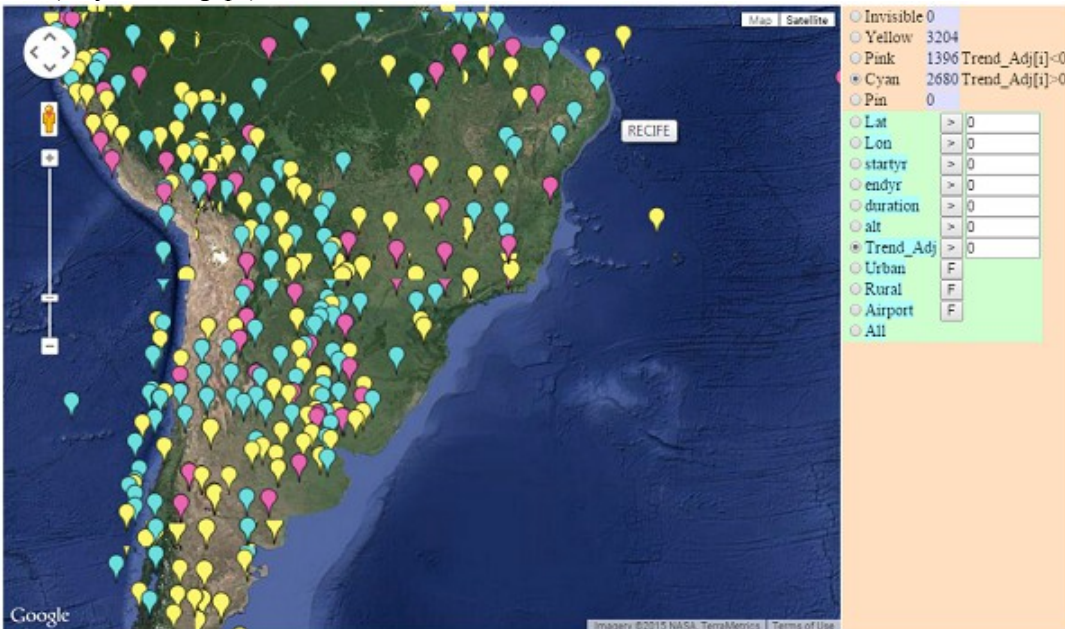 Map Satellite
RECIFE
Google
Imagery ©2015 NASA, TerraMetrics Terms of Use
Invisible 0
Yellow 3204
Pink 1396 Trend_Adj[i]<0
Cyan 2680 Trend_Adj[i]>0
Pin 0
Lat > 0
Lon > 0
startyr > 0
endyr > 0
duration > 0
alt > 0
Trend_Adj > 0
Urban F
Rural F
Airport F
All